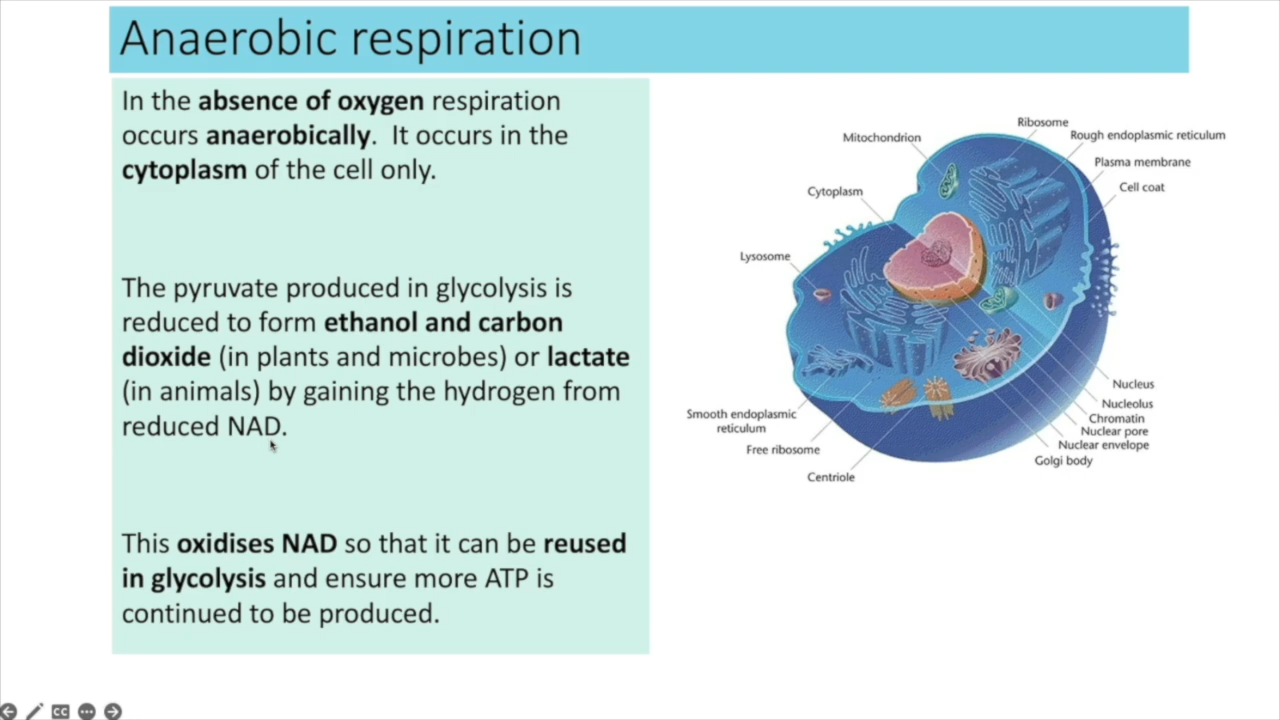 Anaerobic respiration
In the absence of oxygen respiration
occurs anaerobically.  It occurs in the
cytoplasm of the cell only.
The pyruvate produced in glycolysis is
reduced to form ethanol and carbon
dioxide (in plants and microbes) or lactate
(in animals) by gaining the hydrogen from
reduced NAD.
This oxidises NAD so that it can be reused
in glycolysis and ensure more ATP is
continued to be produced.
Ribosome
Mitochondrion
Rough endoplasmic reticulum
Plasma membrane
Cytoplasm
Cell coat
Lysosome
Nucleus
Nucleolus
Chromatin
Nuclear pore
Nuclear envelope
Golgi body
Smooth endoplasmic
reticulum
Free ribosome
Centriole
CC